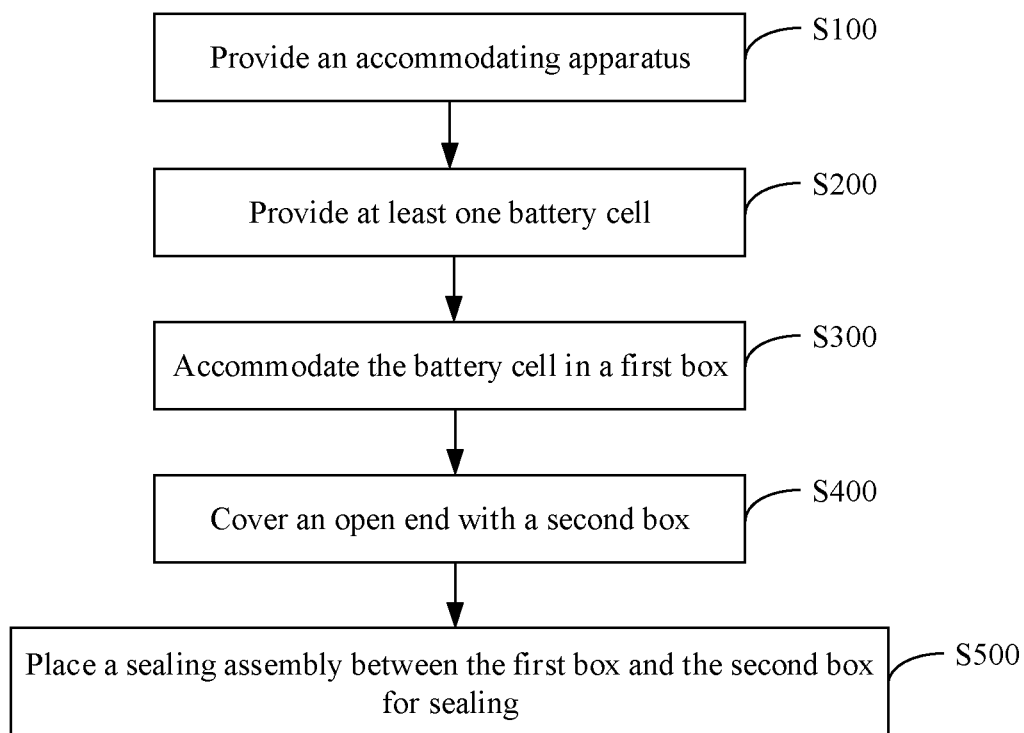 S100
Provide an accommodating apparatus
S200
Provide at least one battery cell
S300
Accommodate the battery cell in a first box
S400
Cover an open end with a second box
S500
Place a sealing assembly between the first box and the second box
for sealing